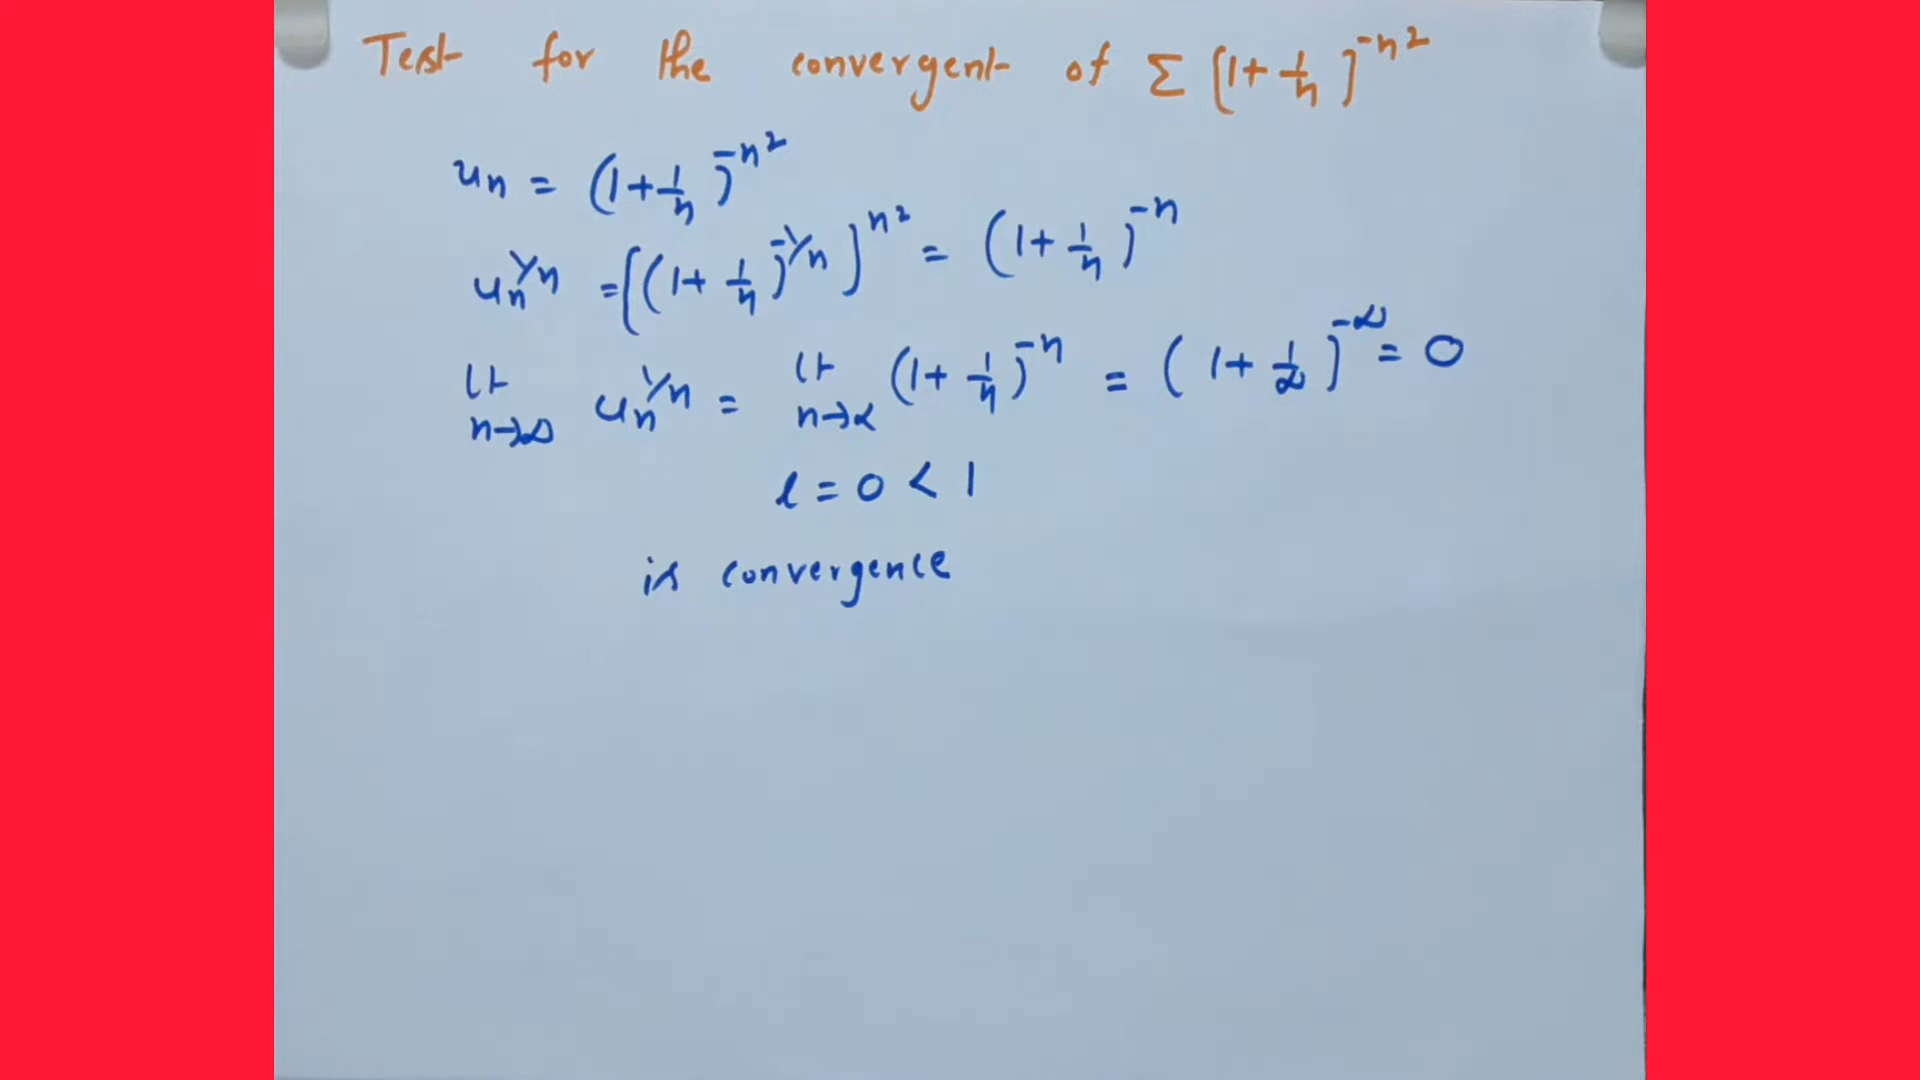 Test for the convergent of Σ [1+1/n]^-n²
un = (1+1/n)^-n²
un^1/n = [(1+1/n)^-1/n]^n² = (1+1/n)^-n
lt n→∞ un^1/n = lt n→∝ (1+1/n)^-n = (1+1/∞)^-∞ = 0
l = 0 < 1
is convergence